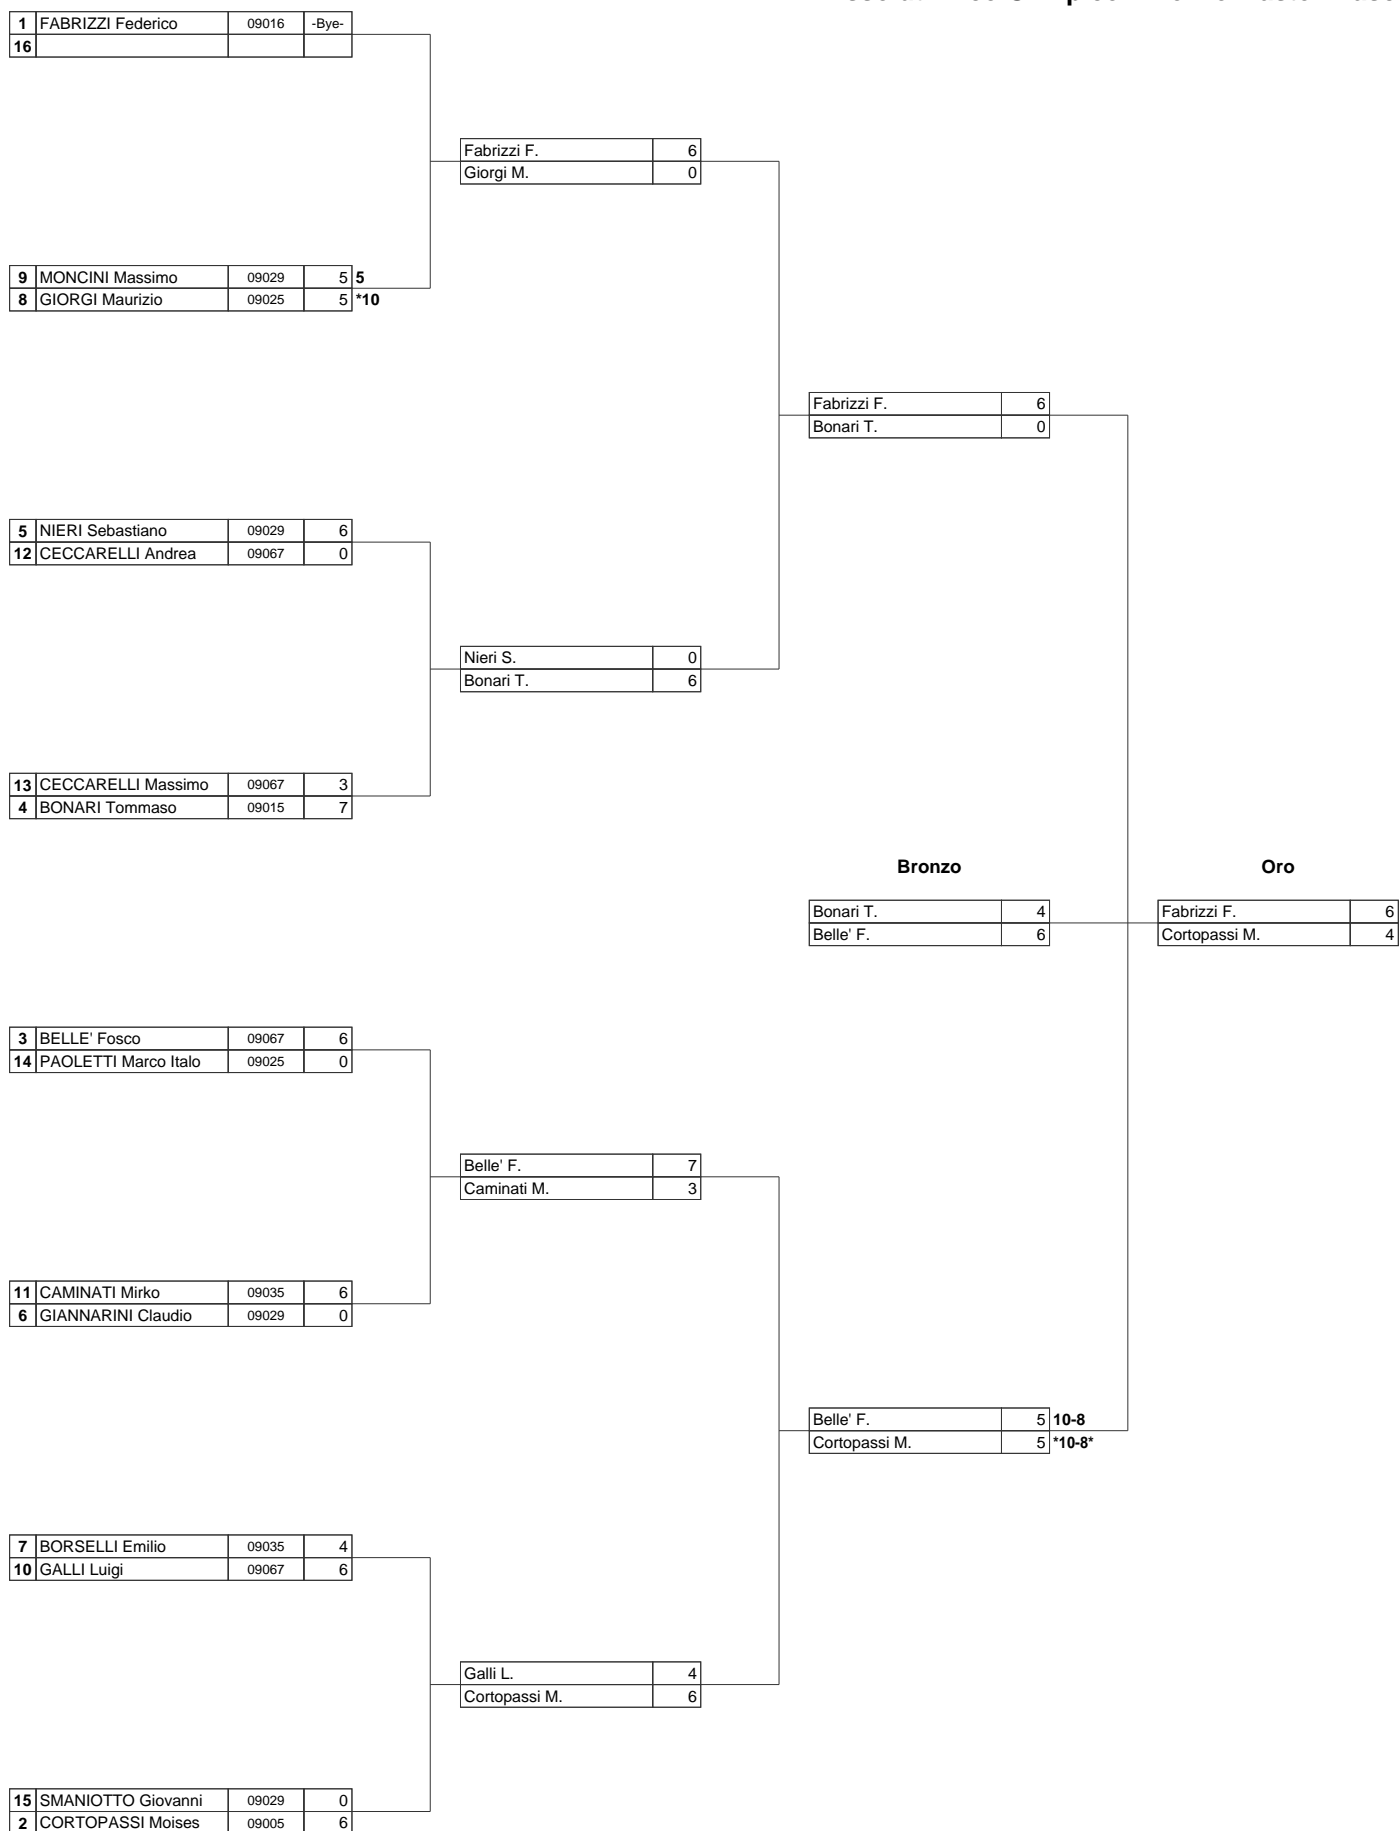 1 FABRIZZI Federico 09016 -Bye-
16
Fabrizzi F. 6
Giorgi M. 0
9 MONCINI Massimo 09029 5 5
8 GIORGI Maurizio 09025 5 *10
Fabrizzi F. 6
Bonari T. 0
5 NIERI Sebastiano 09029 6
12 CECCARELLI Andrea 09067 0
Nieri S. 0
Bonari T. 6
13 CECCARELLI Massimo 09067 3
4 BONARI Tommaso 09015 7
Bronzo Oro
Bonari T. 4 Fabrizzi F. 6
Belle' F. 6 Cortopassi M. 4
3 BELLE' Fosco 09067 6
14 PAOLETTI Marco Italo 09025 0
Belle' F. 7
Caminati M. 3
11 CAMINATI Mirko 09035 6
6 GIANNARINI Claudio 09029 0
Belle' F. 5 10-8
Cortopassi M. 5 *10-8*
7 BORSELLI Emilio 09035 4
10 GALLI Luigi 09067 6
Galli L. 4
Cortopassi M. 6
15 SMANIOTTO Giovanni 09029 0
2 CORTOPASSI Moises 09005 6